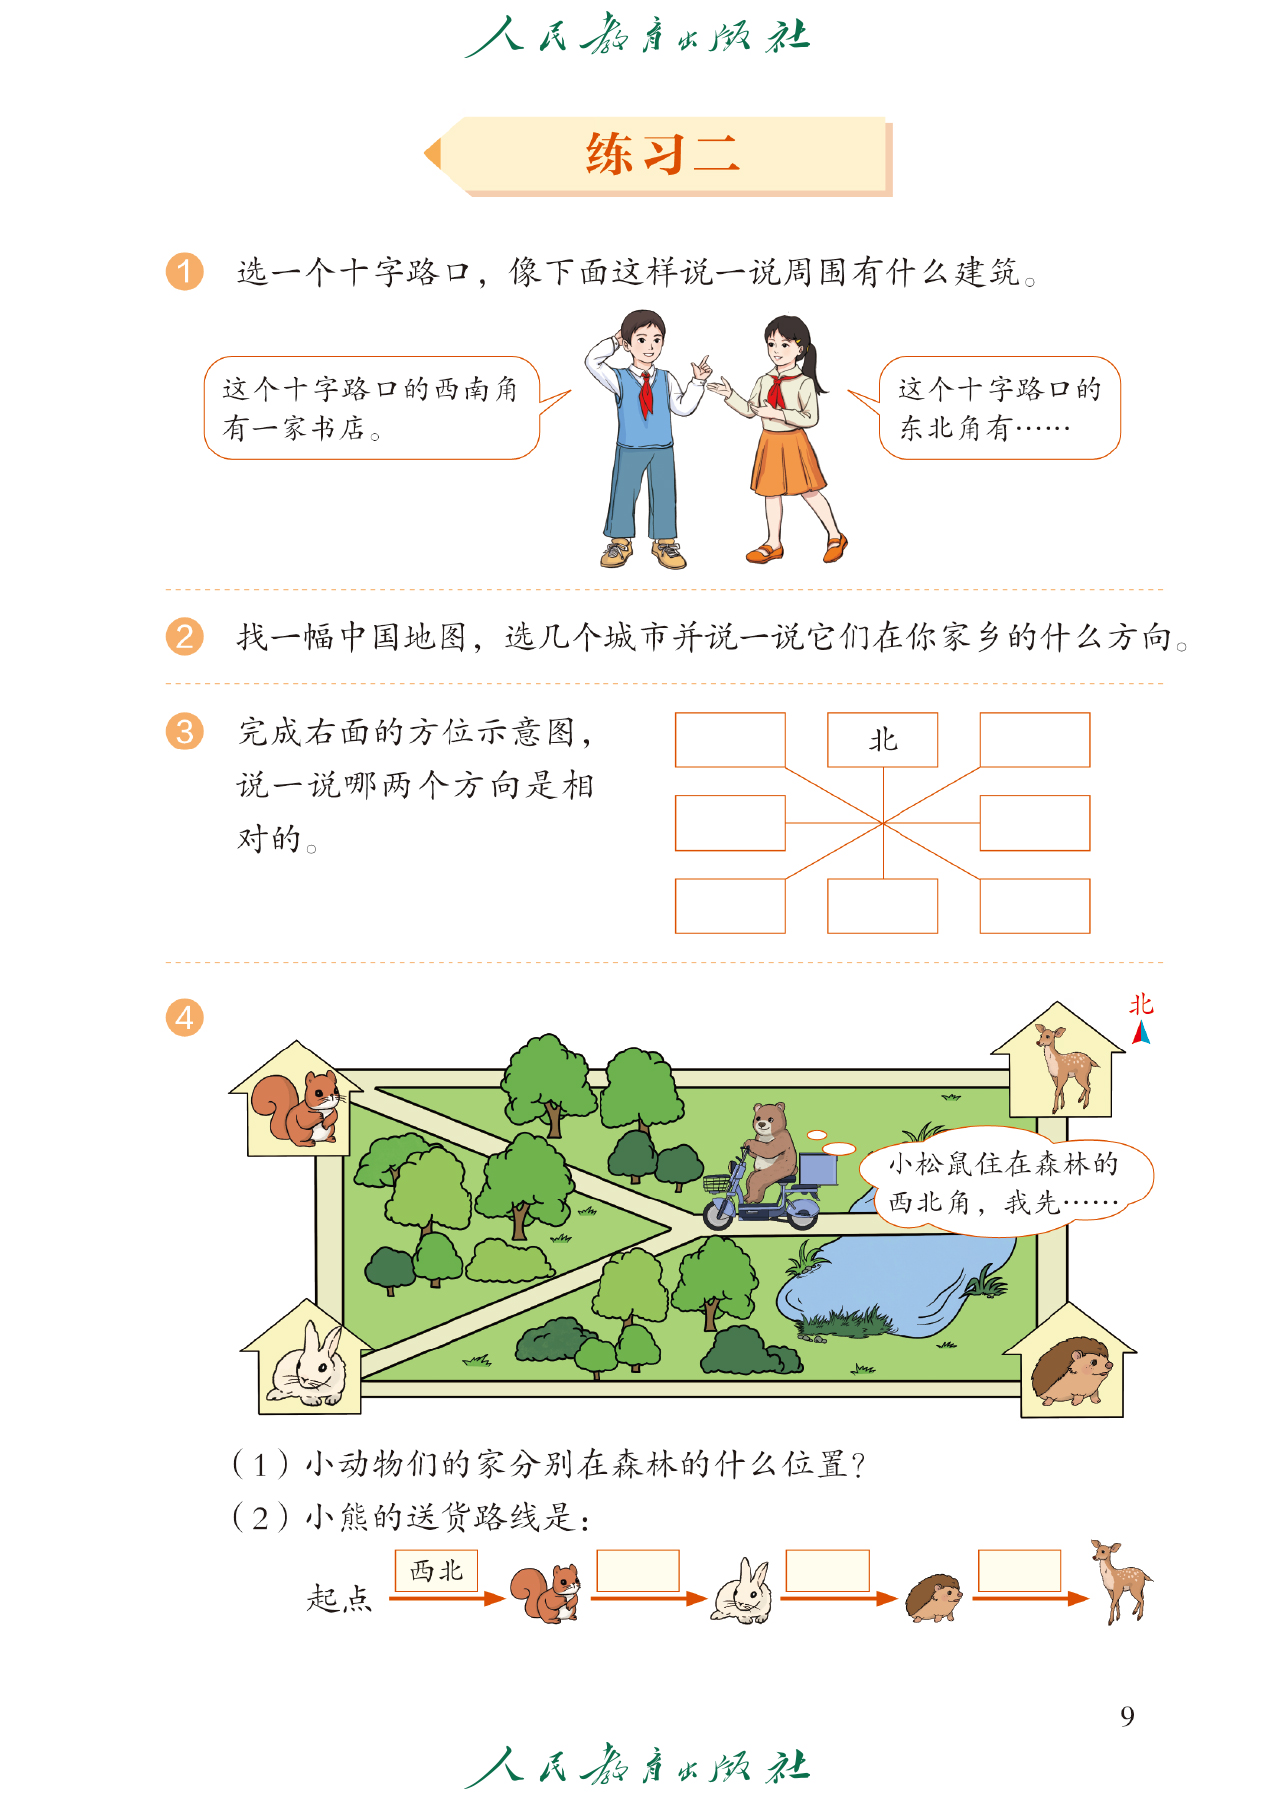 人民教育出版社
练习二
1 选一个十字路口，像下面这样说一说周围有什么建筑。
这个十字路口的西南角
有一家书店。
这个十字路口的
东北角有……
2 找一幅中国地图，选几个城市并说一说它们在你家乡的什么方向。
3 完成右面的方位示意图，
说一说哪两个方向是相
对的。
北
4
北
小松鼠住在森林的
西北角，我先……
（1）小动物们的家分别在森林的什么位置？
（2）小熊的送货路线是：
起点 西北
9
人民教育出版社